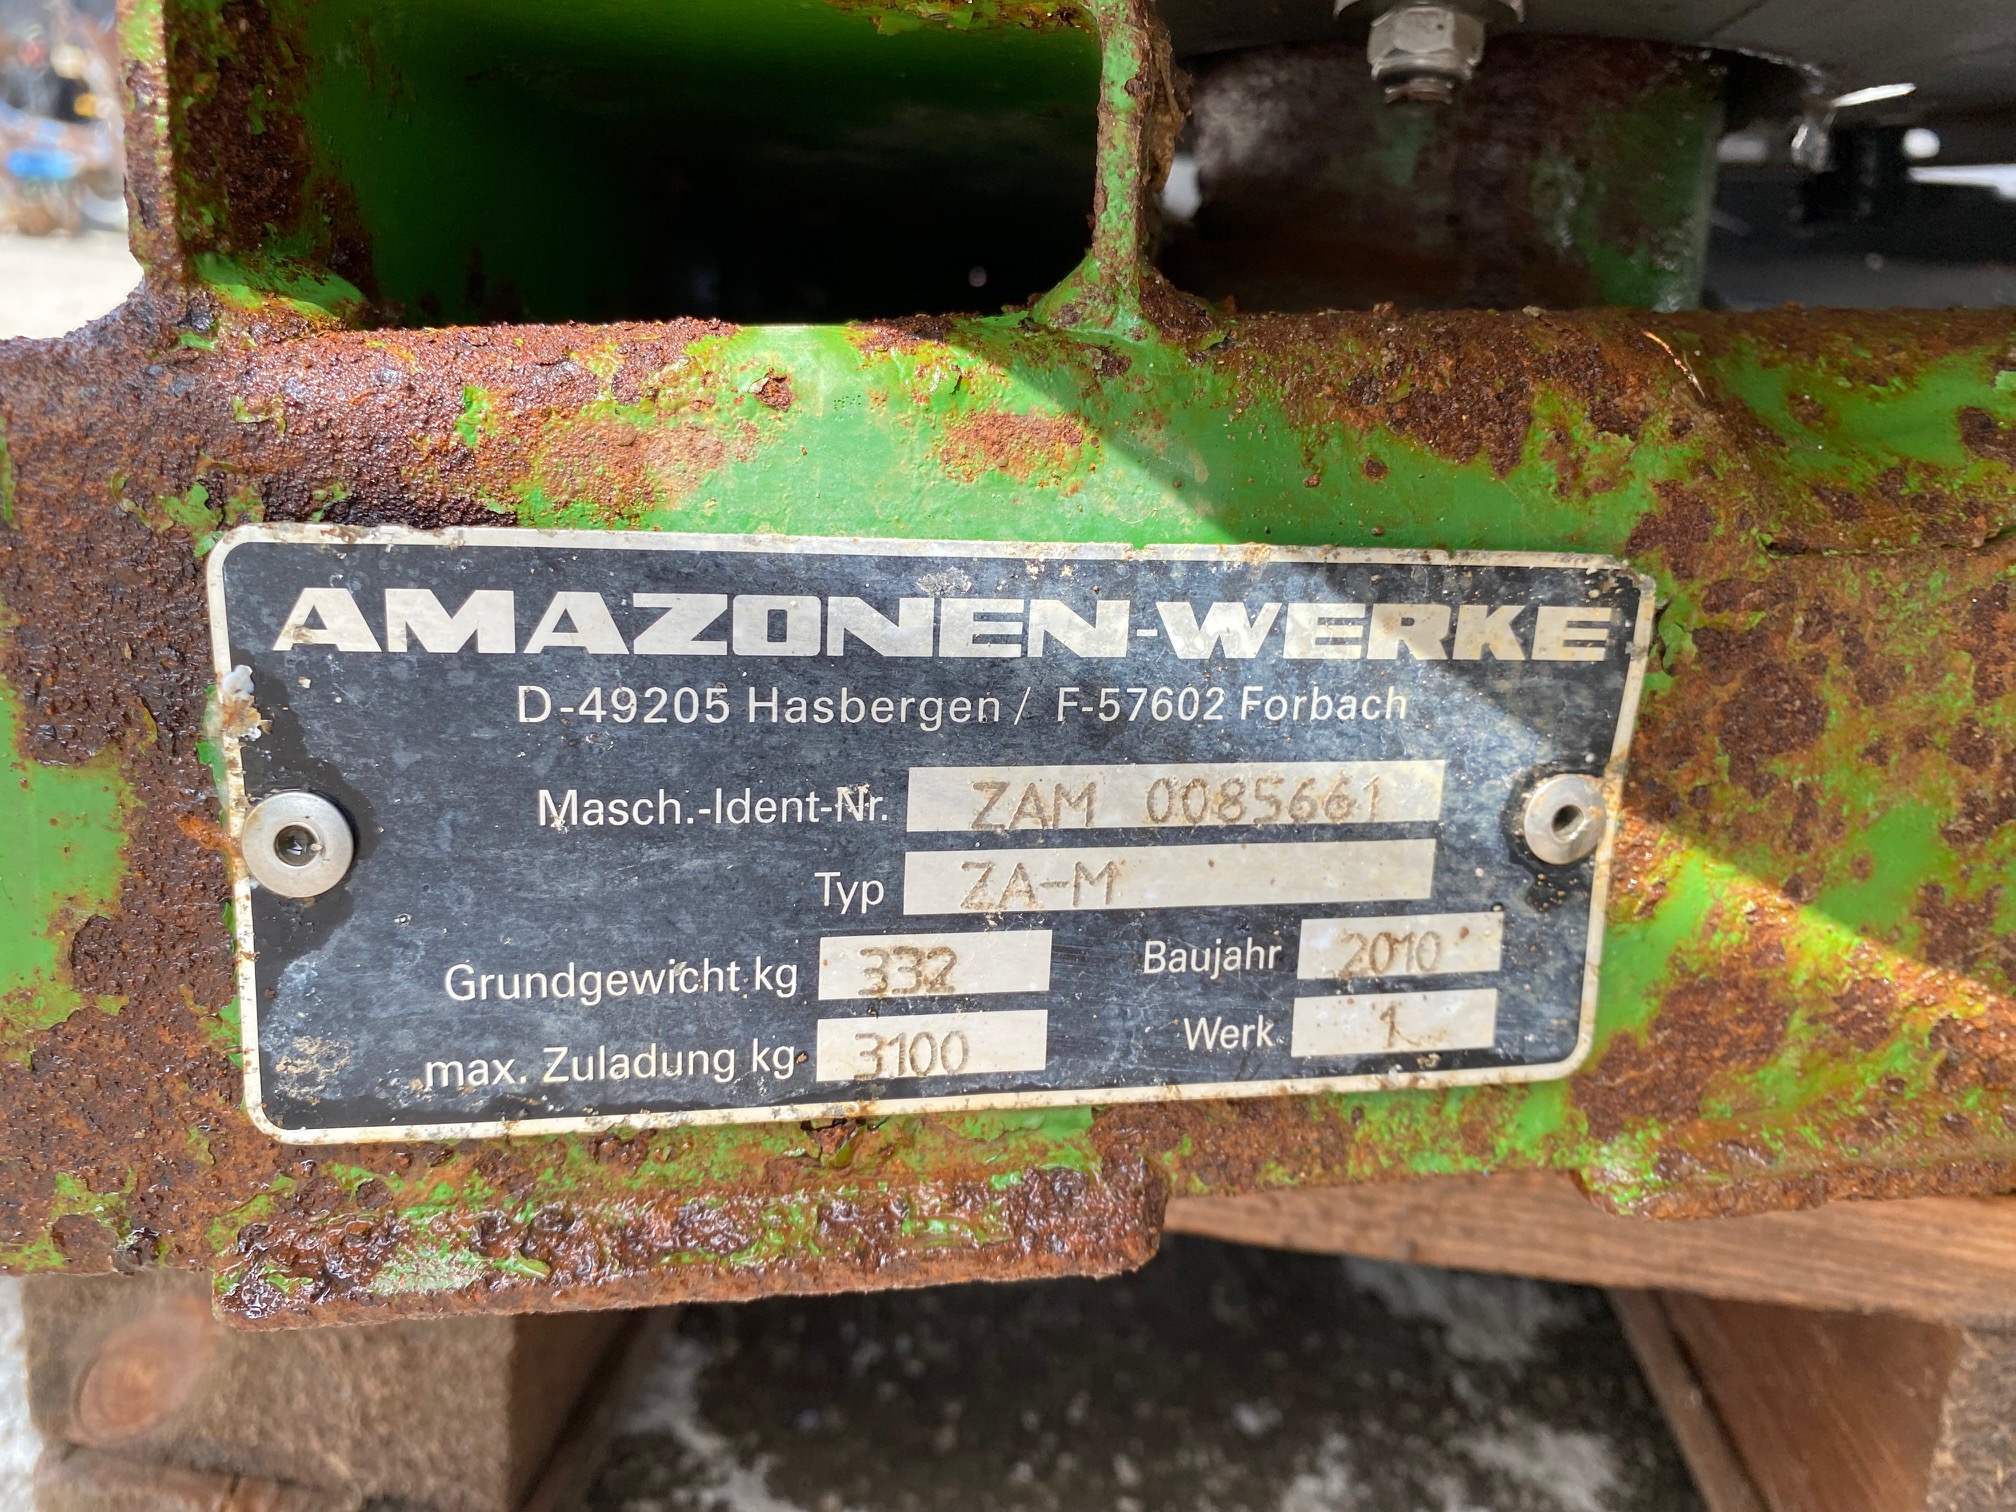 AMAZONEN-WERKE
D-49205 Hasbergen / F-57602 Forbach
Masch.-Ident-Nr. ZAM 0085661
Typ ZA-M
Grundgewicht kg 332 Baujahr 2010
max. Zuladung kg 3100 Werk 1